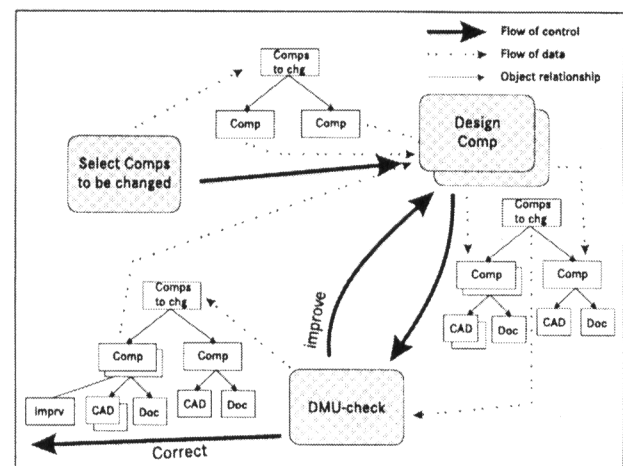 Flow of control
Flow of data
Object relationship
Comps
to chg
Comp
Comp
Design
Comp
Select Comps
to be changed
Comps
to chg
Comp
Comp
CAD
Doc
CAD
Doc
improve
Comps
to chg
Comp
Comp
Imprv
CAD
Doc
CAD
Doc
DMU-check
Correct